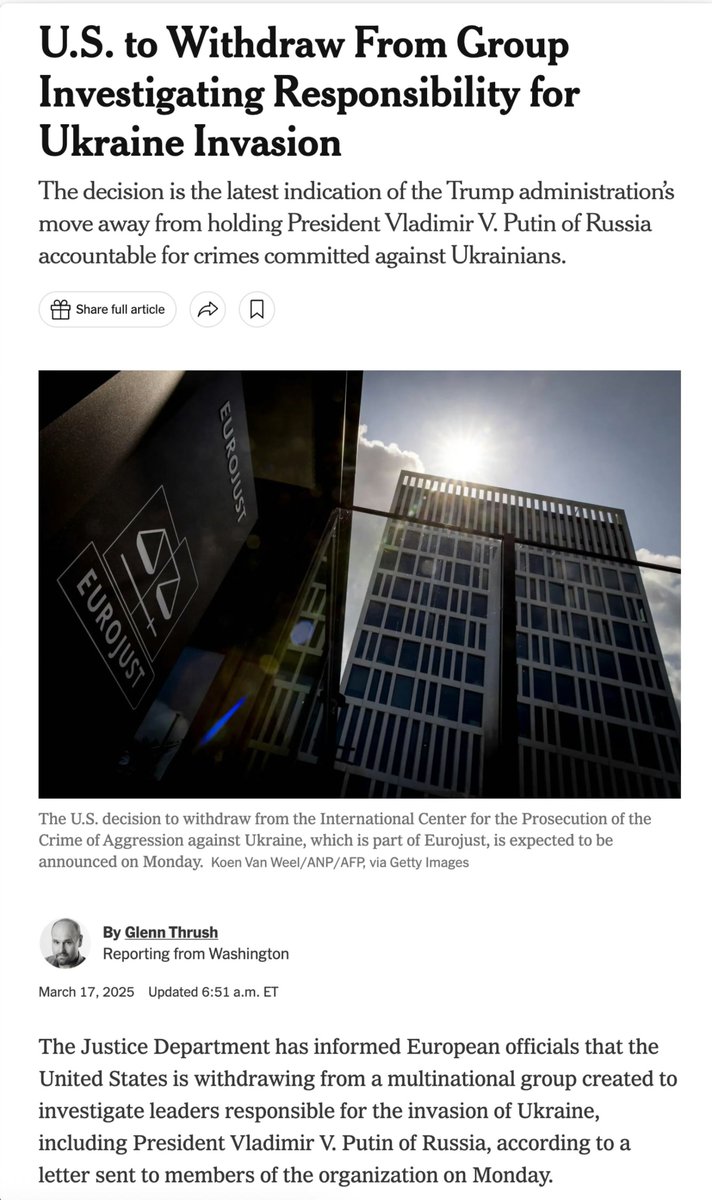 U.S. to Withdraw From Group
Investigating Responsibility for
Ukraine Invasion
The decision is the latest indication of the Trump administration’s
move away from holding President Vladimir V. Putin of Russia
accountable for crimes committed against Ukrainians.
Share full article
EUROJUST
EUROJUST
The U.S. decision to withdraw from the International Center for the Prosecution of the
Crime of Aggression against Ukraine, which is part of Eurojust, is expected to be
announced on Monday. Koen Van Weel/ANP/AFP, via Getty Images
By Glenn Thrush
Reporting from Washington
March 17, 2025 Updated 6:51 a.m. ET
The Justice Department has informed European officials that the
United States is withdrawing from a multinational group created to
investigate leaders responsible for the invasion of Ukraine,
including President Vladimir V. Putin of Russia, according to a
letter sent to members of the organization on Monday.